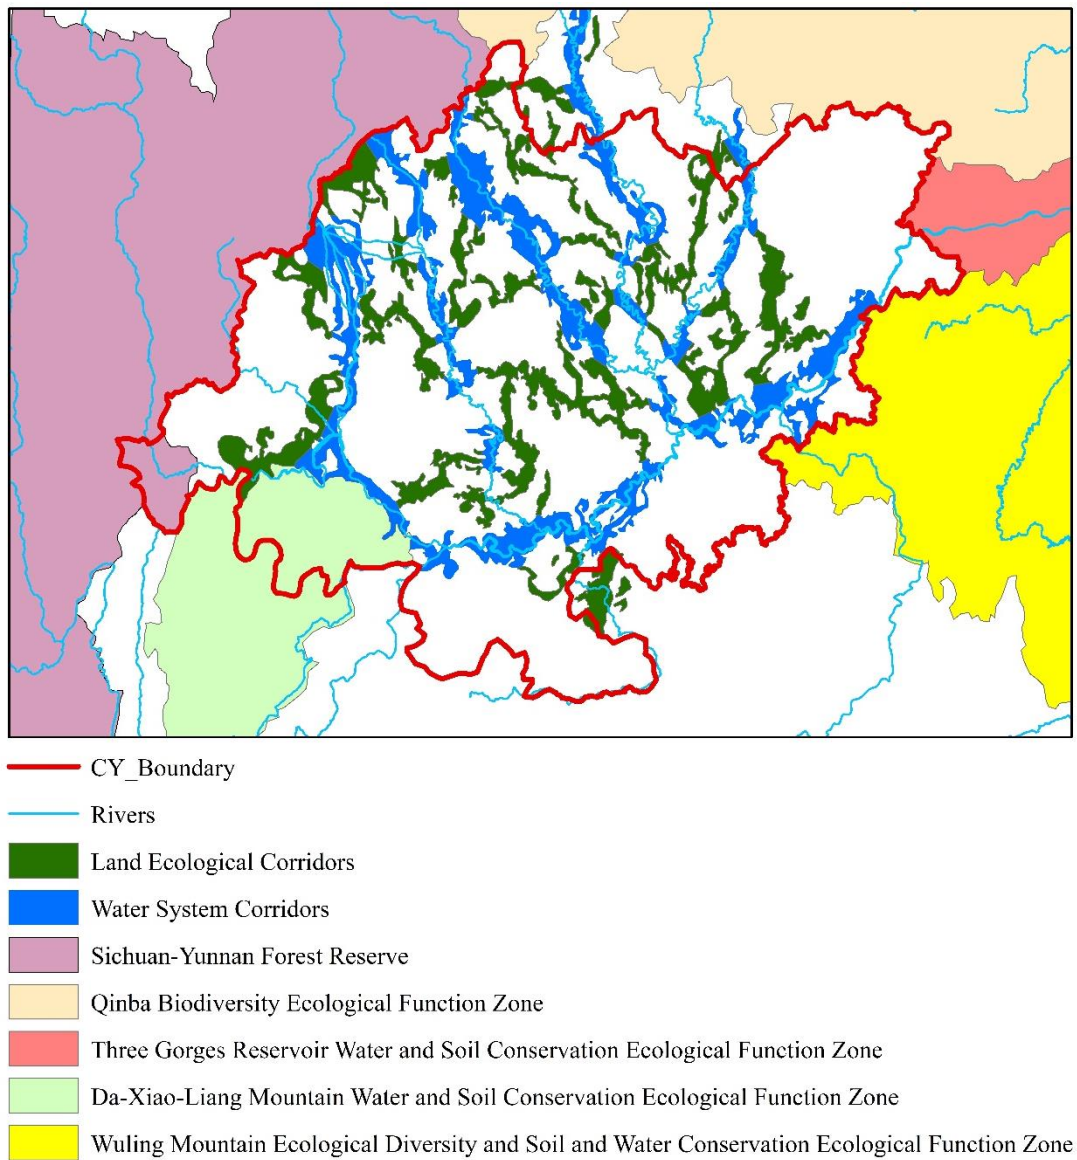 CY_Boundary
Rivers
Land Ecological Corridors
Water System Corridors
Sichuan-Yunnan Forest Reserve
Qinba Biodiversity Ecological Function Zone
Three Gorges Reservoir Water and Soil Conservation Ecological Function Zone
Da-Xiao-Liang Mountain Water and Soil Conservation Ecological Function Zone
Wuling Mountain Ecological Diversity and Soil and Water Conservation Ecological Function Zone